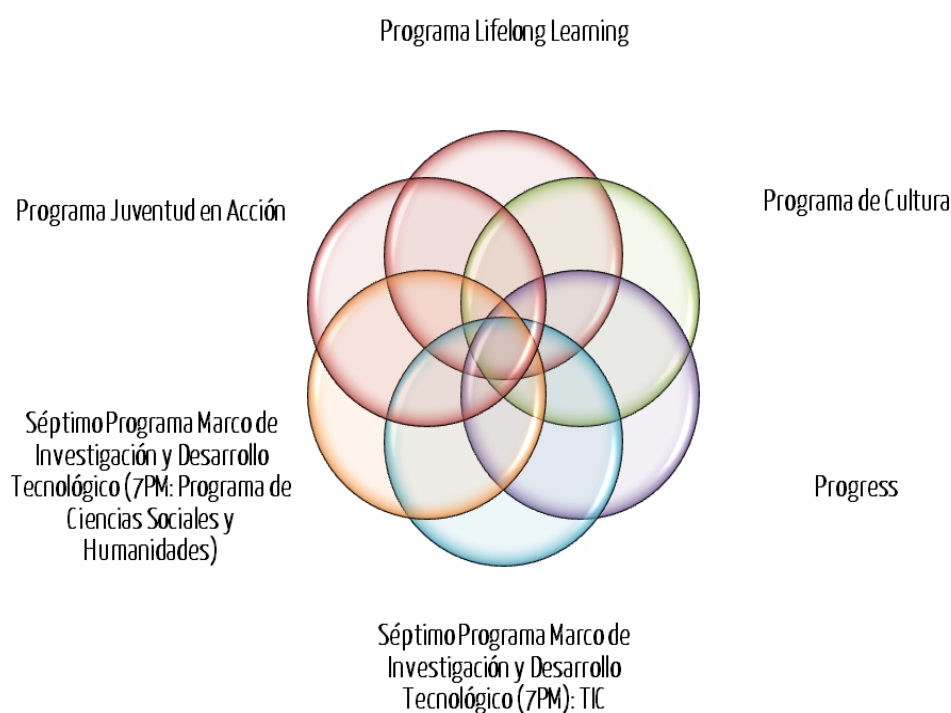 Programa Lifelong Learning
Programa Juventud en Acción
Programa de Cultura
Séptimo Programa Marco de
Investigación y Desarrollo
Tecnológico (7PM: Programa de
Ciencias Sociales y
Humanidades)
Progress
Séptimo Programa Marco de
Investigación y Desarrollo
Tecnológico (7PM): TIC